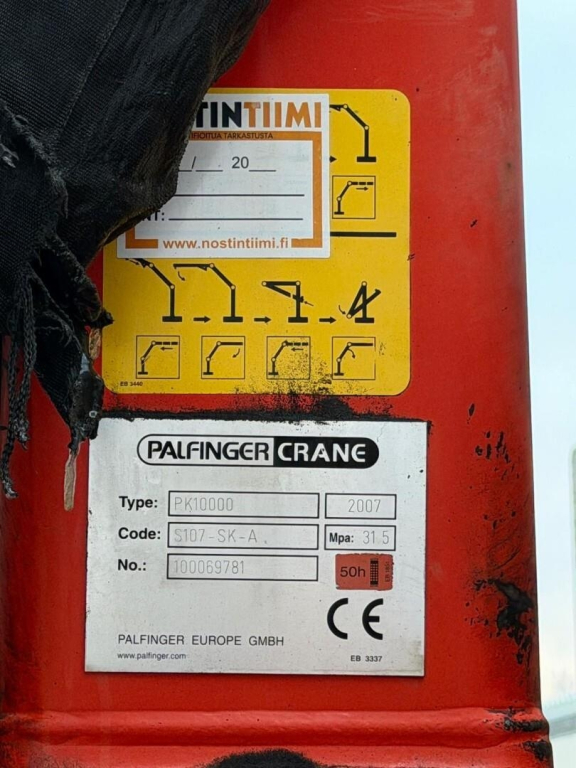 TINTIIMI
TARKASTUSTA
/ 20
www.nostintiimi.fi
EB 3440
PALFINGER CRANE
Type: PK10000 2007
Code: S107-SK-A. Mpa: 31.5
No.: 100069781
50h
CE
PALFINGER EUROPE GMBH
www.palfinger.com
EB 3337